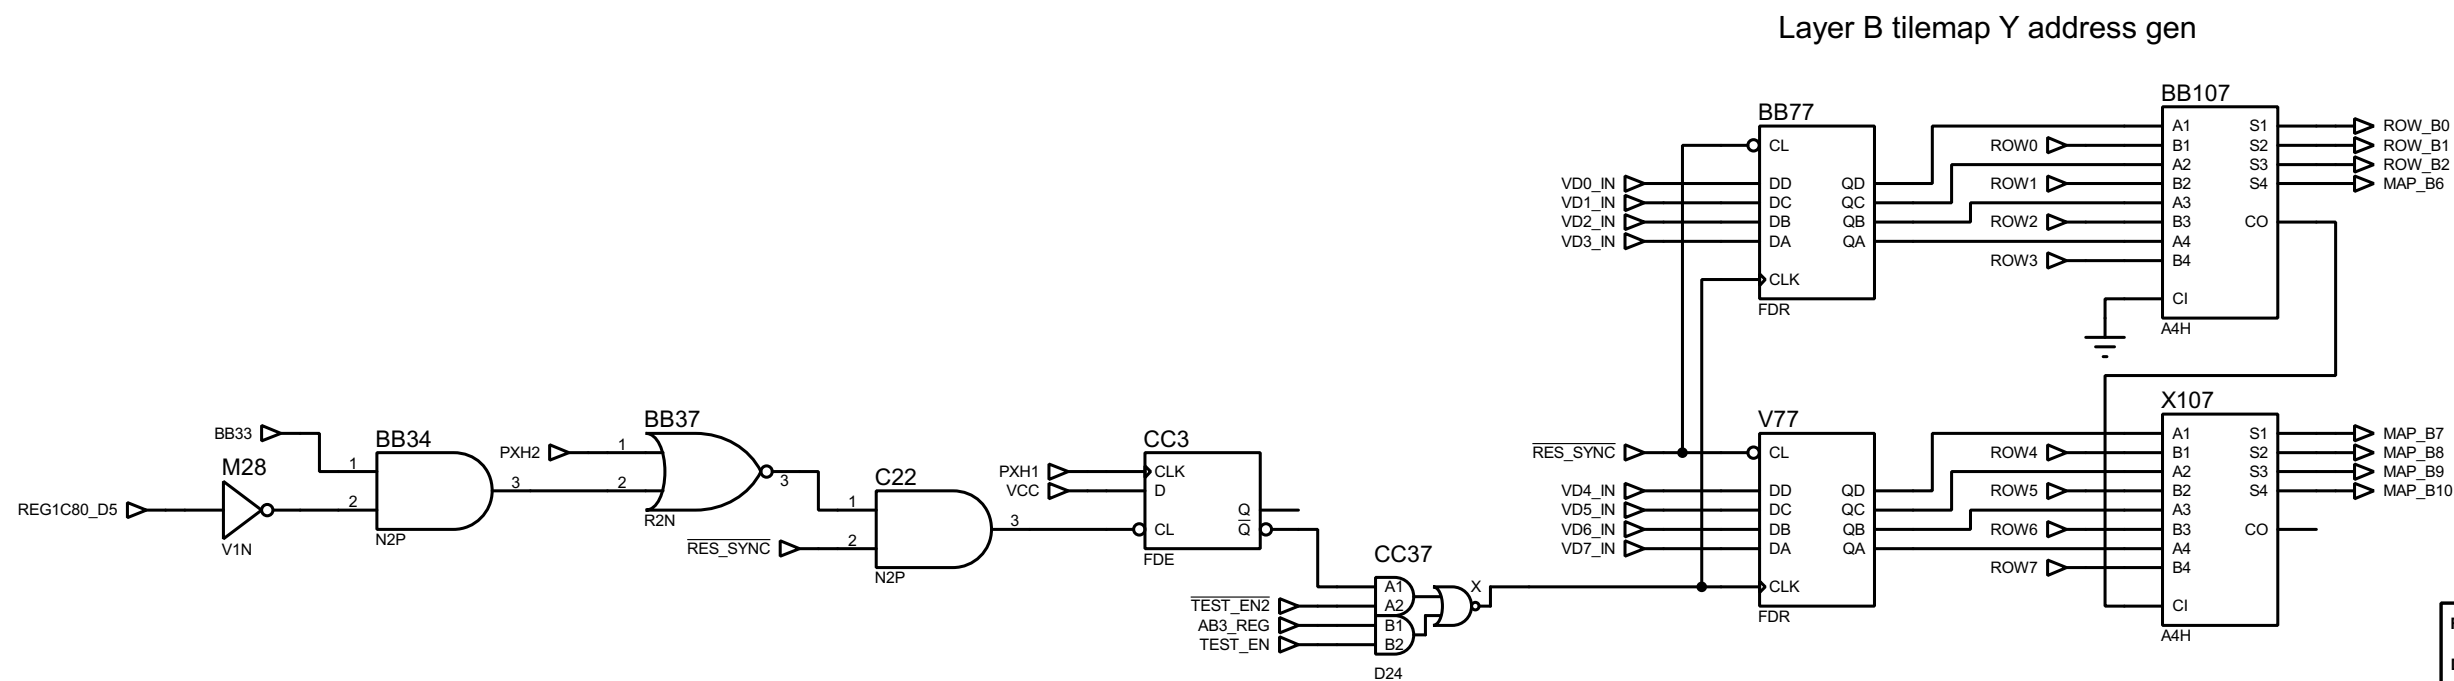 Layer B tilemap Y address gen
BB107
BB77
A1 S1 ROW_B0
ROW0 B1 S2 ROW_B1
CL
A2 S3 ROW_B2
VD0_IN DD QD ROW1 B2 S4 MAP_B6
VD1_IN DC QC A3
VD2_IN DB QB ROW2 B3 CO
VD3_IN DA QA A4
ROW3 B4
CLK
CI
FDR
A4H
X107
BB37 V77
BB33 BB34 CC3 A1 S1 MAP_B7
PXH2 1 RES_SYNC CL ROW4 B1 S2 MAP_B8
M28 1 3 C22 PXH1 CLK A2 S3 MAP_B9
3 2 VCC D VD4_IN DD QD ROW5 B2 S4 MAP_B10
REG1C80_D5 2 1 Q VD5_IN DC QC A3
R2N 3 CL Q VD6_IN DB QB ROW6 B3 CO
V1N N2P RES_SYNC 2 VD7_IN DA QA A4
FDE CC37
N2P ROW7 B4
A1 X CLK
TEST_EN2 A2 CI
AB3_REG B1 FDR
TEST_EN B2 A4H
D24